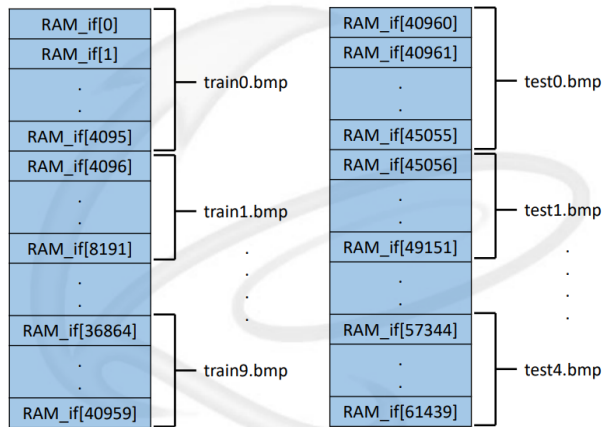 RAM_if[0]
RAM_if[1]
.
.
RAM_if[4095]
train0.bmp
RAM_if[4096]
.
.
RAM_if[8191]
train1.bmp
.
.
.
.
.
.
RAM_if[36864]
.
.
RAM_if[40959]
train9.bmp
RAM_if[40960]
RAM_if[40961]
.
.
RAM_if[45055]
test0.bmp
RAM_if[45056]
.
.
RAM_if[49151]
test1.bmp
.
.
.
.
.
.
RAM_if[57344]
.
.
RAM_if[61439]
test4.bmp